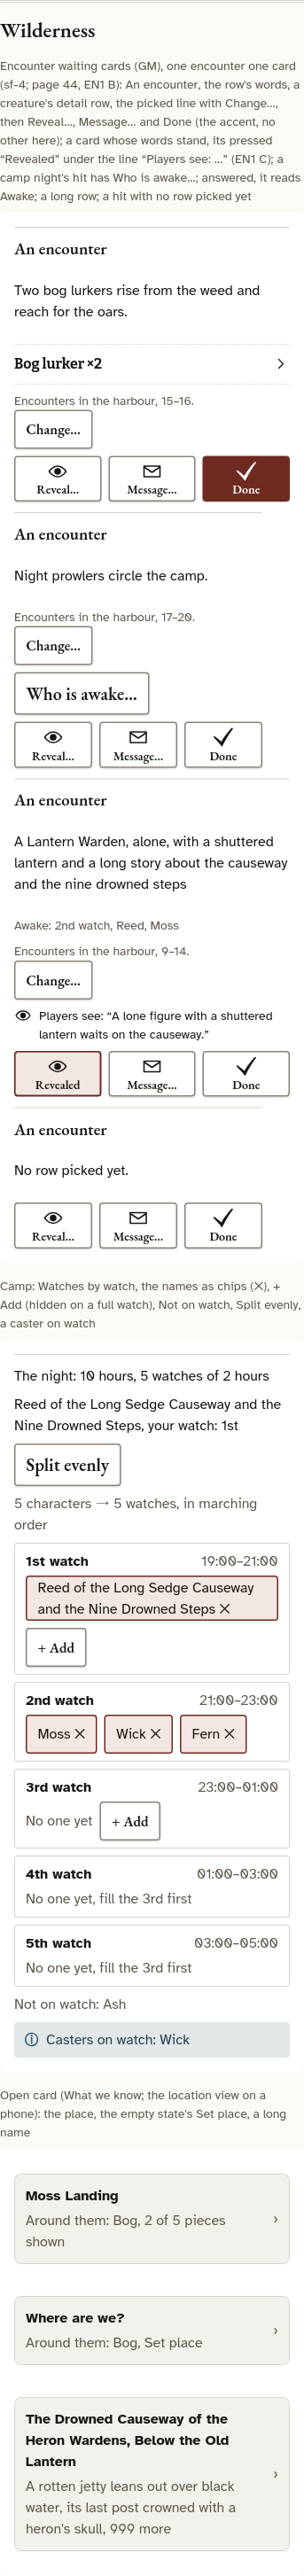 Wilderness
Encounter waiting cards (GM), one encounter one card
(sf-4; page 44, EN1 B): An encounter, the row's words, a
creature's detail row, the picked line with Change…,
then Reveal…, Message… and Done (the accent, no
other here); a card whose words stand, its pressed
“Revealed” under the line “Players see: …” (EN1 C); a
camp night's hit has Who is awake…; answered, it reads
Awake; a long row; a hit with no row picked yet
An encounter
Two bog lurkers rise from the weed and
reach for the oars.
Bog lurker ×2
Encounters in the harbour, 15–16.
Change…
Reveal… Message… Done
An encounter
Night prowlers circle the camp.
Encounters in the harbour, 17–20.
Change…
Who is awake…
Reveal… Message… Done
An encounter
A Lantern Warden, alone, with a shuttered
lantern and a long story about the causeway
and the nine drowned steps
Awake: 2nd watch, Reed, Moss
Encounters in the harbour, 9–14.
Change…
Players see: “A lone figure with a shuttered
lantern waits on the causeway.”
Revealed Message… Done
An encounter
No row picked yet.
Reveal… Message… Done
Camp: Watches by watch, the names as chips (×), +
Add (hidden on a full watch), Not on watch, Split evenly,
a caster on watch
The night: 10 hours, 5 watches of 2 hours
Reed of the Long Sedge Causeway and the
Nine Drowned Steps, your watch: 1st
Split evenly
5 characters → 5 watches, in marching
order
1st watch 19:00–21:00
Reed of the Long Sedge Causeway
and the Nine Drowned Steps ×
+ Add
2nd watch 21:00–23:00
Moss × Wick × Fern ×
3rd watch 23:00–01:00
No one yet + Add
4th watch 01:00–03:00
No one yet, fill the 3rd first
5th watch 03:00–05:00
No one yet, fill the 3rd first
Not on watch: Ash
Casters on watch: Wick
Open card (What we know; the location view on a
phone): the place, the empty state's Set place, a long
name
Moss Landing
Around them: Bog, 2 of 5 pieces
shown
Where are we?
Around them: Bog, Set place
The Drowned Causeway of the
Heron Wardens, Below the Old
Lantern
A rotten jetty leans out over black
water, its last post crowned with a
heron's skull, 999 more